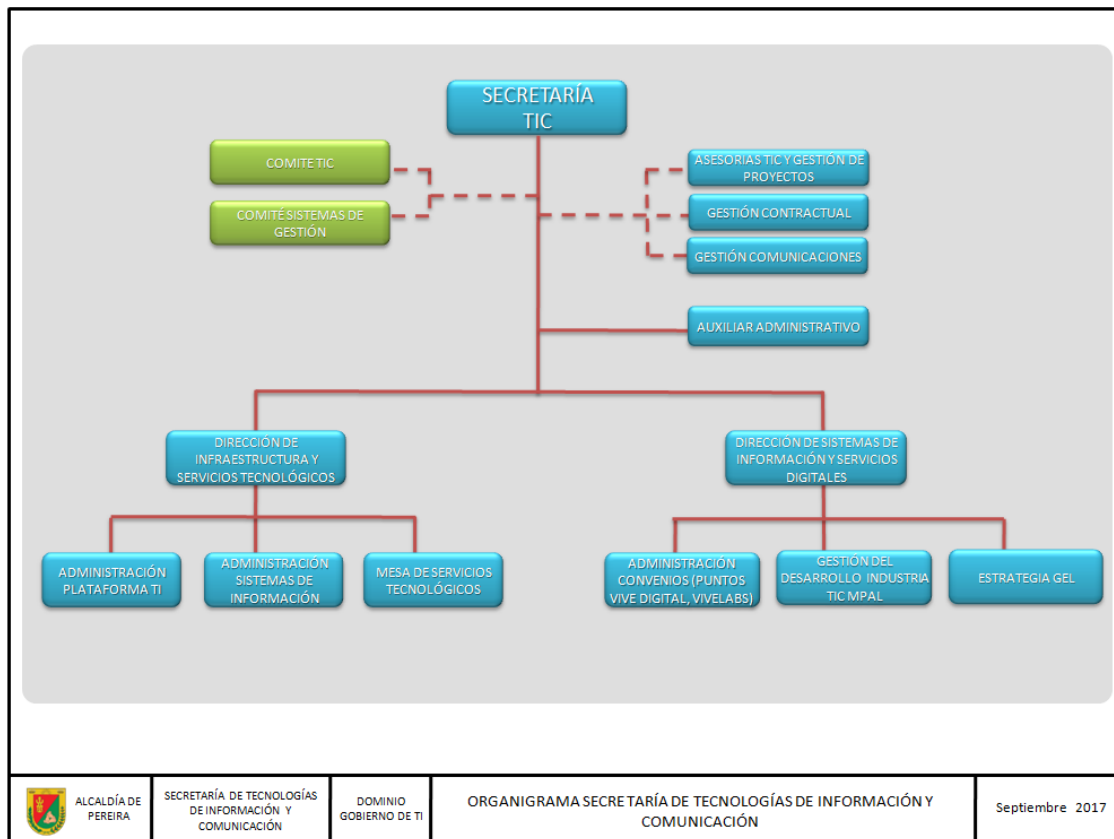 SECRETARÍA
TIC
COMITE TIC
COMITÉ SISTEMAS DE
GESTIÓN
ASESORIAS TIC Y GESTIÓN DE
PROYECTOS
GESTIÓN CONTRACTUAL
GESTIÓN COMUNICACIONES
AUXILIAR ADMINISTRATIVO
DIRECCIÓN DE
INFRAESTRUCTURA Y
SERVICIOS TECNOLÓGICOS
DIRECCIÓN DE SISTEMAS DE
INFORMACIÓN Y SERVICIOS
DIGITALES
ADMINISTRACIÓN
PLATAFORMA TI
ADMINISTRACIÓN
SISTEMAS DE
INFORMACIÓN
MESA DE SERVICIOS
TECNOLÓGICOS
ADMINISTRACIÓN
CONVENIOS (PUNTOS
VIVE DIGITAL, VIVELABS)
GESTIÓN DEL
DESARROLLO INDUSTRIA
TIC MPAL
ESTRATEGIA GEL
ALCALDÍA DE
PEREIRA
SECRETARÍA DE TECNOLOGÍAS
DE INFORMACIÓN Y
COMUNICACIÓN
DOMINIO
GOBIERNO DE TI
ORGANIGRAMA SECRETARÍA DE TECNOLOGÍAS DE INFORMACIÓN Y
COMUNICACIÓN
Septiembre 2017